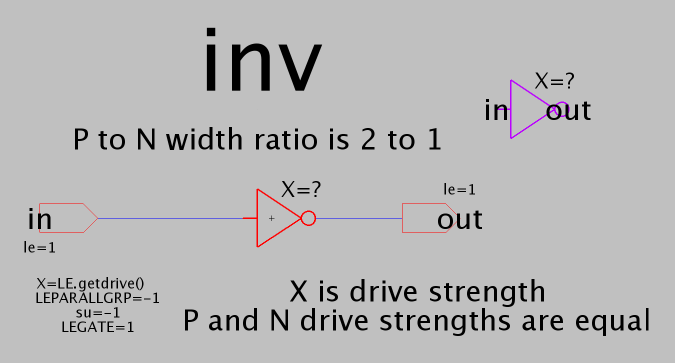 inv
X=?
in out
P to N width ratio is 2 to 1
X=?
le=1
in
out
le=1
X=LE.getdrive()
LEPARALLGRP=-1
su=-1
LEGATE=1
X is drive strength
P and N drive strengths are equal